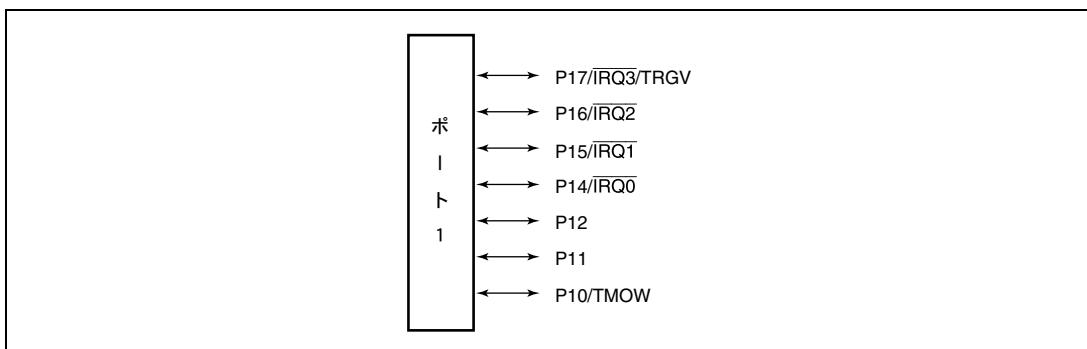 ポート1
P17/IRQ3/TRGV
P16/IRQ2
P15/IRQ1
P14/IRQ0
P12
P11
P10/TMOW